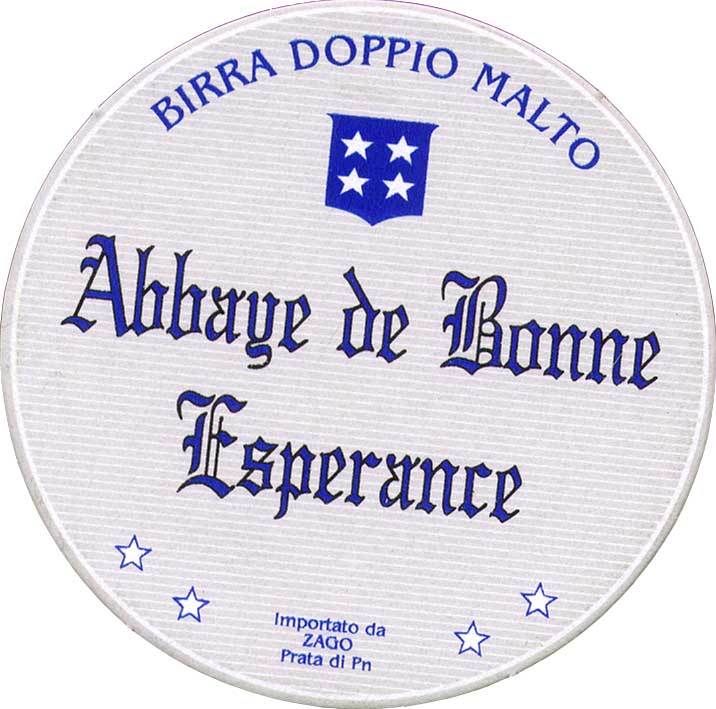 BIRRA DOPPIO MALTO
Abbaye de Bonne
Esperance
Importato da
ZAGO
Prata di Pn